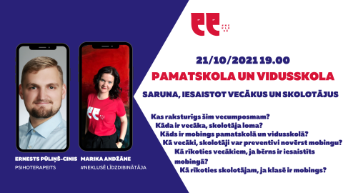 21/10/2021 19.00
PAMATSKOLA UN VIDUSSKOLA
SARUNA, IESAISTOT VECĀKUS UN SKOLOTĀJUS
Kas raksturīgs šim vecumposmam?
Kāda ir vecāka, skolotāja loma?
Kāds ir mobings pamatskolā un vidusskolā?
Kā vecāki, skolotāji var preventīvi novērst mobingu?
Kā rīkoties vecākiem, ja bērns ir iesaistīts
mobingā?
Kā rīkoties skolotājam, ja klasē ir mobings?
ERNESTS PŪLIŅŠ-CINIS
PSIHOTERAPEITS
MARIKA ANDŽĀNE
#NEKLUSĒ LĪDZDIBINĀTĀJA